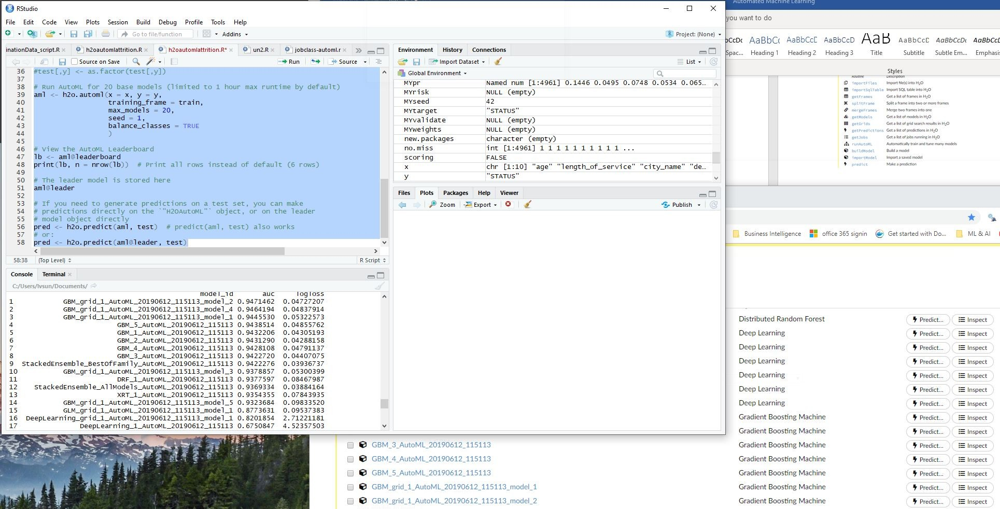 RStudio
File Edit Code View Plots Session Build Debug Profile Tools Help
Go to file/function Addins Project: (None)
inationData_script.R h2oautomlattrition.R h2oautomlattrition.R* un2.R jobclass-automl.r
Source on Save Run Source
36 #test[,y] <- as.factor(test[,y])
37
38 # Run AutoML for 20 base models (limited to 1 hour max runtime by default)
39 aml <- h2o.automl(x = x, y = y,
40 training_frame = train,
41 max_models = 20,
42 seed = 1,
43 balance_classes = TRUE
44 )
45
46 # View the AutoML Leaderboard
47 lb <- aml@leaderboard
48 print(lb, n = nrow(lb))  # Print all rows instead of default (6 rows)
49
50 # The leader model is stored here
51 aml@leader
52
53 # If you need to generate predictions on a test set, you can make
54 # predictions directly on the `"H2OAutoML"` object, or on the leader
55 # model object directly
56 pred <- h2o.predict(aml, test)  # predict(aml, test) also works
57 # or:
58 pred <- h2o.predict(aml@leader, test)
58:38 (Top Level) R Script
Console Terminal
C:/Users/lvsun/Documents/
model_id auc logloss
1 GBM_grid_1_AutoML_20190612_115113_model_2 0.9471462 0.04727207
2 GBM_grid_1_AutoML_20190612_115113_model_4 0.9464194 0.04837914
3 GBM_grid_1_AutoML_20190612_115113_model_1 0.9445530 0.05322573
4 GBM_5_AutoML_20190612_115113 0.9438514 0.04855762
5 GBM_1_AutoML_20190612_115113 0.9432206 0.04305193
6 GBM_2_AutoML_20190612_115113 0.9431290 0.04288158
7 GBM_4_AutoML_20190612_115113 0.9428108 0.04791137
8 GBM_3_AutoML_20190612_115113 0.9422720 0.04407075
9 StackedEnsemble_BestOfFamily_AutoML_20190612_115113 0.9422276 0.03936737
10 GBM_grid_1_AutoML_20190612_115113_model_3 0.9378857 0.05300399
11 DRF_1_AutoML_20190612_115113 0.9377597 0.08467987
12 StackedEnsemble_AllModels_AutoML_20190612_115113 0.9369334 0.03884164
13 XRT_1_AutoML_20190612_115113 0.9354355 0.07843935
14 GBM_grid_1_AutoML_20190612_115113_model_5 0.9323684 0.09833520
15 GLM_grid_1_AutoML_20190612_115113_model_1 0.8773631 0.09537383
16 DeepLearning_grid_1_AutoML_20190612_115113_model_1 0.8201854 2.71221181
17 DeepLearning_1_AutoML_20190612_115113 0.6750847 4.52357503
Environment History Connections
Import Dataset List
Global Environment
MYpr Named num [1:4961] 0.1446 0.0495 0.0748 0.0534 0.065...
MYrisk NULL (empty)
MYseed 42
MYtarget "STATUS"
MYvalidate NULL (empty)
MYweights NULL (empty)
new.packages character (empty)
no.miss int [1:4961] 1 1 1 1 1 1 1 1 1 1 ...
scoring FALSE
x chr [1:10] "age" "length_of_service" "city_name" "de...
y "STATUS"
Files Plots Packages Help Viewer
Zoom Export Publish
Automated Machine Learning
you want to do
bCcDc AaBbCc AaBbCcD AaBbCcD AaB AaBbCcD AaBbCcDc AaBbCcDc
Spac... Heading 1 Heading 2 Heading 3 Title Subtitle Subtle Em... Emphasis
Styles
Routine Description
importFiles Import file(s) into H2O
importSqlTable Import SQL table into H2O
getFrames Get a list of frames in H2O
splitFrame Split a frame into two or more frames
mergeFrames Merge two frames into one
getModels Get a list of models in H2O
getGrids Get a list of grid search results in H2O
getPredictions Get a list of predictions in H2O
getJobs Get a list of jobs running in H2O
runAutoML Automatically train and tune many models
buildModel Build a model
importModel Import a saved model
predict Make a prediction
Business Intelligence office 365 signin Get started with Do... ML & AI
Distributed Random Forest Predict... Inspect
Deep Learning Predict... Inspect
Deep Learning Predict... Inspect
Deep Learning Predict... Inspect
Deep Learning Predict... Inspect
Deep Learning Predict... Inspect
Deep Learning Predict... Inspect
Gradient Boosting Machine Predict... Inspect
Gradient Boosting Machine Predict... Inspect
GBM_3_AutoML_20190612_115113 Gradient Boosting Machine Predict... Inspect
GBM_4_AutoML_20190612_115113 Gradient Boosting Machine Predict... Inspect
GBM_5_AutoML_20190612_115113 Gradient Boosting Machine Predict... Inspect
GBM_grid_1_AutoML_20190612_115113_model_1 Gradient Boosting Machine Predict... Inspect
GBM_grid_1_AutoML_20190612_115113_model_2 Gradient Boosting Machine Predict... Inspect